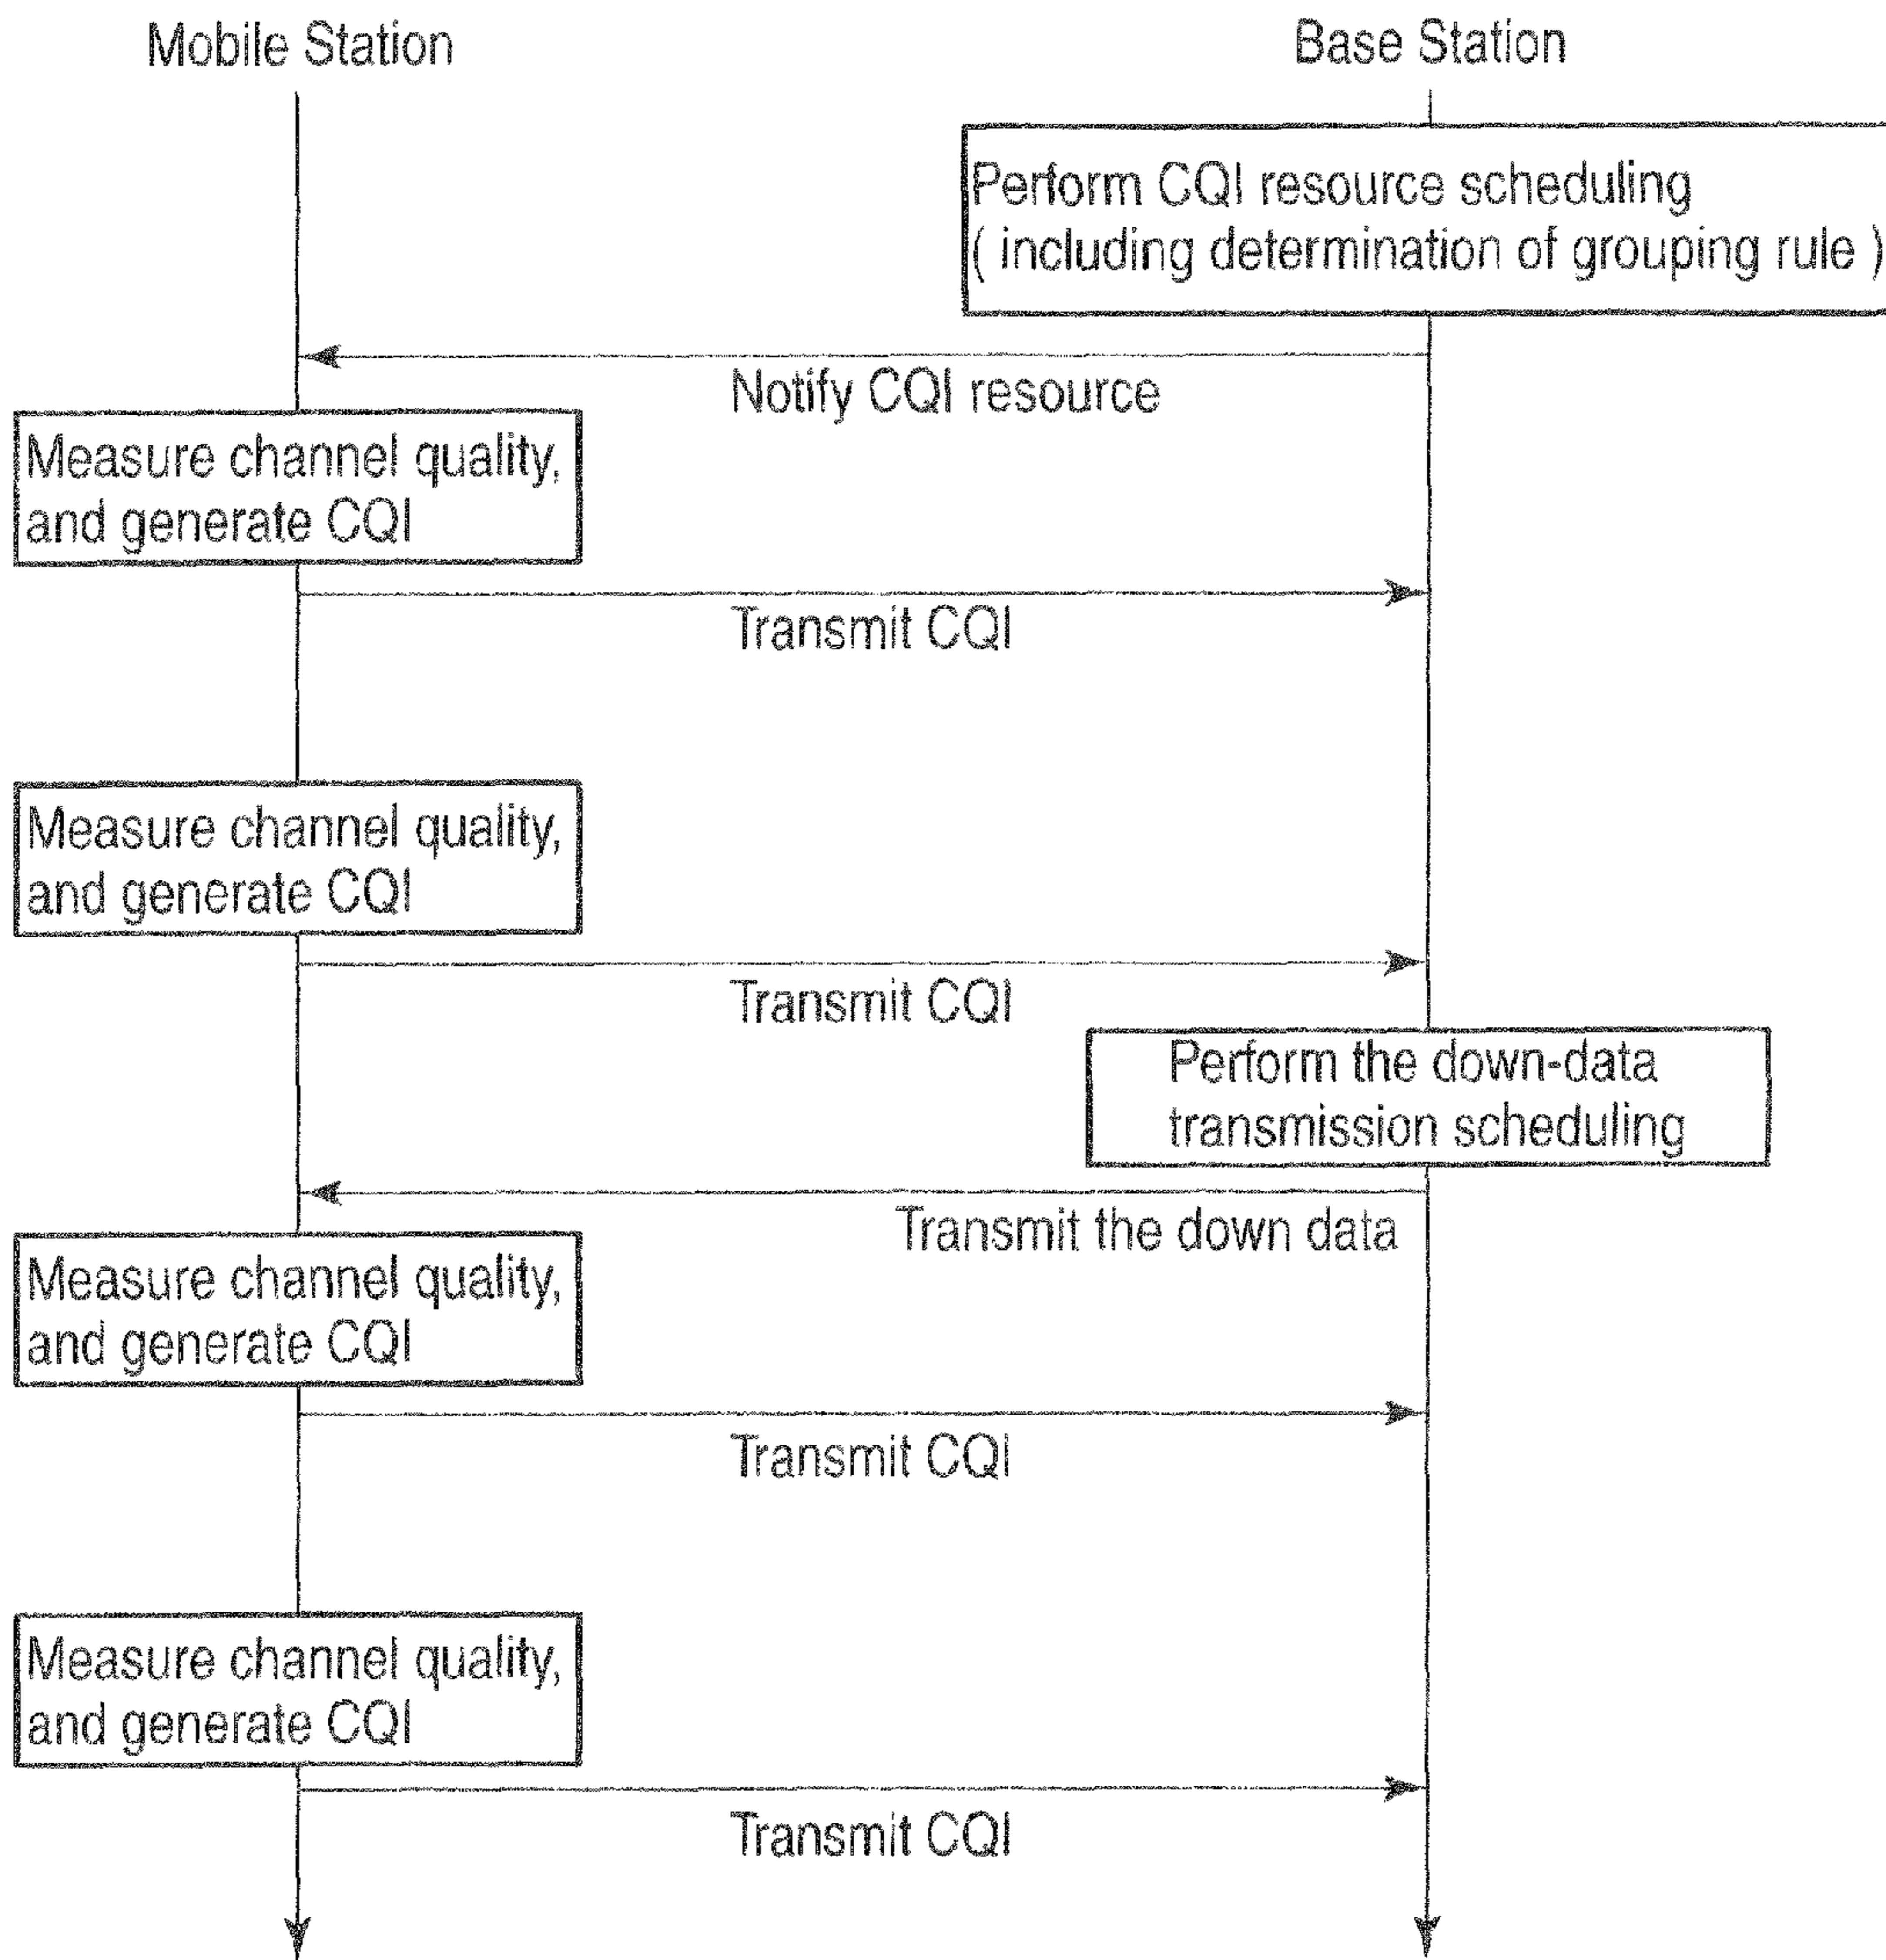 Mobile Station
Base Station
Perform CQI resource scheduling
( including determination of grouping rule )
Notify CQI resource
Measure channel quality,
and generate CQI
Transmit CQI
Measure channel quality,
and generate CQI
Transmit CQI
Perform the down-data
transmission scheduling
Transmit the down data
Measure channel quality,
and generate CQI
Transmit CQI
Measure channel quality,
and generate CQI
Transmit CQI